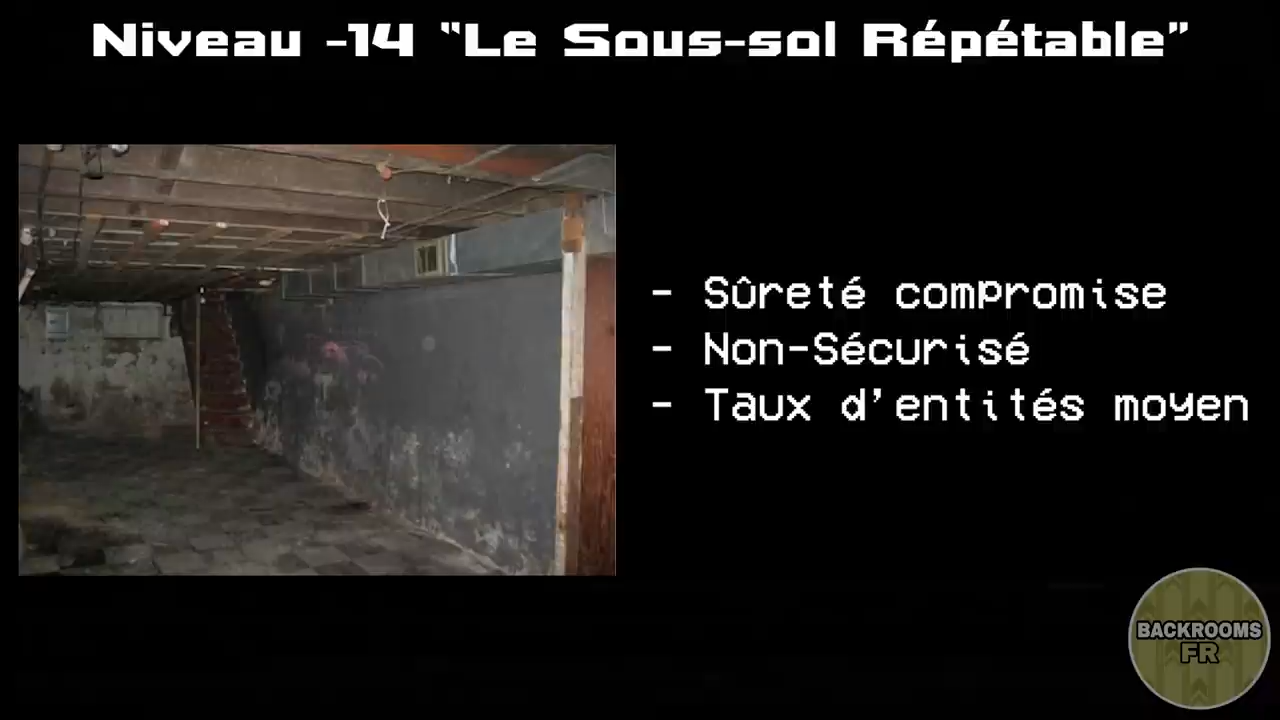 Niveau -14 “Le Sous-sol Répétable”
- Sûreté compromise
- Non-Sécurisé
- Taux d'entités moyen
BACKROOMS
FR